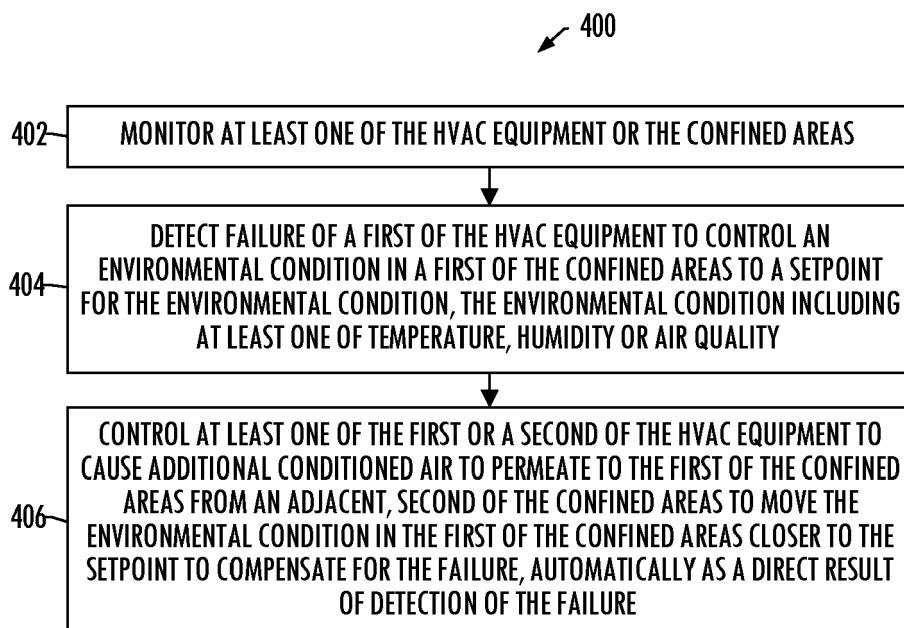 400
402
MONITOR AT LEAST ONE OF THE HVAC EQUIPMENT OR THE CONFINED AREAS
404
DETECT FAILURE OF A FIRST OF THE HVAC EQUIPMENT TO CONTROL AN
ENVIRONMENTAL CONDITION IN A FIRST OF THE CONFINED AREAS TO A SETPOINT
FOR THE ENVIRONMENTAL CONDITION, THE ENVIRONMENTAL CONDITION INCLUDING
AT LEAST ONE OF TEMPERATURE, HUMIDITY OR AIR QUALITY
406
CONTROL AT LEAST ONE OF THE FIRST OR A SECOND OF THE HVAC EQUIPMENT TO
CAUSE ADDITIONAL CONDITIONED AIR TO PERMEATE TO THE FIRST OF THE CONFINED
AREAS FROM AN ADJACENT, SECOND OF THE CONFINED AREAS TO MOVE THE
ENVIRONMENTAL CONDITION IN THE FIRST OF THE CONFINED AREAS CLOSER TO THE
SETPOINT TO COMPENSATE FOR THE FAILURE, AUTOMATICALLY AS A DIRECT RESULT
OF DETECTION OF THE FAILURE